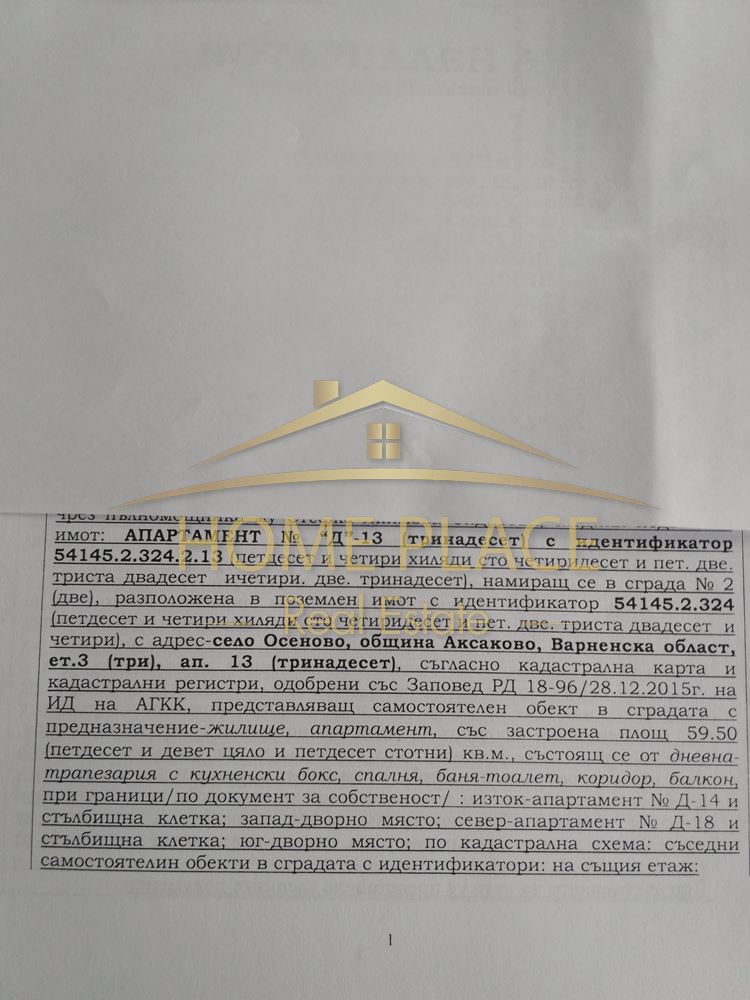 HOME PLACE
Real Estate
чрез пълномощника му
имот: АПАРТАМЕНТ № "Д"-13 тринадесет с идентификатор
54145.2.324.2.13 (петдесет и четири хиляди сто четиридесет и пет. две.
триста двадесет ичетири. две. тринадесет), намиращ се в сграда № 2
(две), разположена в поземлен имот с идентификатор 54145.2.324
(петдесет и четири хиляди сто четиридесет и пет. две. триста двадесет и
четири), с адрес-село Осеново, община Аксаково, Варненска област,
ет.3 (три), ап. 13 (тринадесет), съгласно кадастрална карта и
кадастрални регистри, одобрени със Заповед РД 18-96/28.12.2015г. на
ИД на АГКК, представляващ самостоятелен обект в сградата с
предназначение-жилище, апартамент, със застроена площ 59.50
(петдесет и девет цяло и петдесет стотни) кв.м., състоящ се от дневна-
трапезария с кухненски бокс, спалня, баня-тоалет, коридор, балкон,
при граници/по документ за собственост/ : изток-апартамент № Д-14 и
стълбищна клетка; запад-дворно място; север-апартамент № Д-18 и
стълбищна клетка; юг-дворно място; по кадастрална схема: съседни
самостоятелин обекти в сградата с идентификатори: на същия етаж:
1